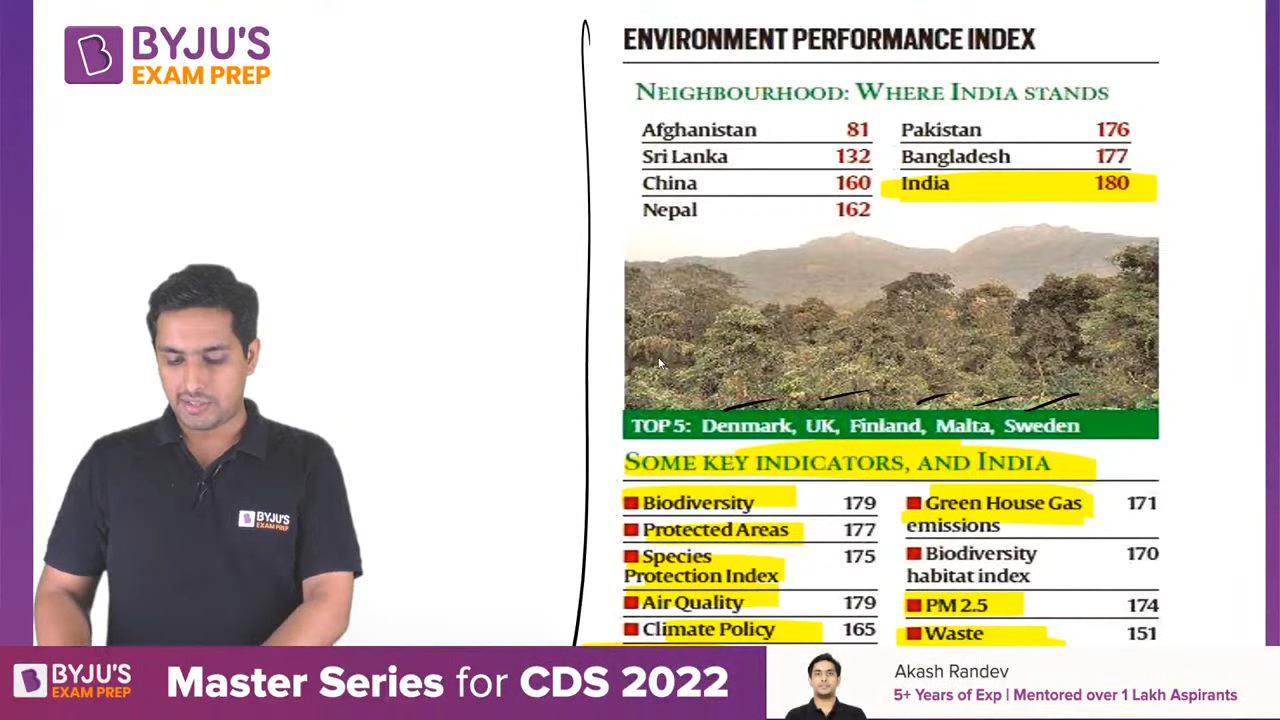 BYJU'S
EXAM PREP
ENVIRONMENT PERFORMANCE INDEX
NEIGHBOURHOOD: WHERE INDIA STANDS
Afghanistan 81
Sri Lanka 132
China 160
Nepal 162
Pakistan 176
Bangladesh 177
India 180
TOP 5: Denmark, UK, Finland, Malta, Sweden
SOME KEY INDICATORS, AND INDIA
Biodiversity 179
Protected Areas 177
Species 175
Protection Index
Air Quality 179
Climate Policy 165
Green House Gas 171
emissions
Biodiversity 170
habitat index
PM 2.5 174
Waste 151
BYJU'S
EXAM PREP
BYJU'S
EXAM PREP
Master Series for CDS 2022
Akash Randev
5+ Years of Exp | Mentored over 1 Lakh Aspirants